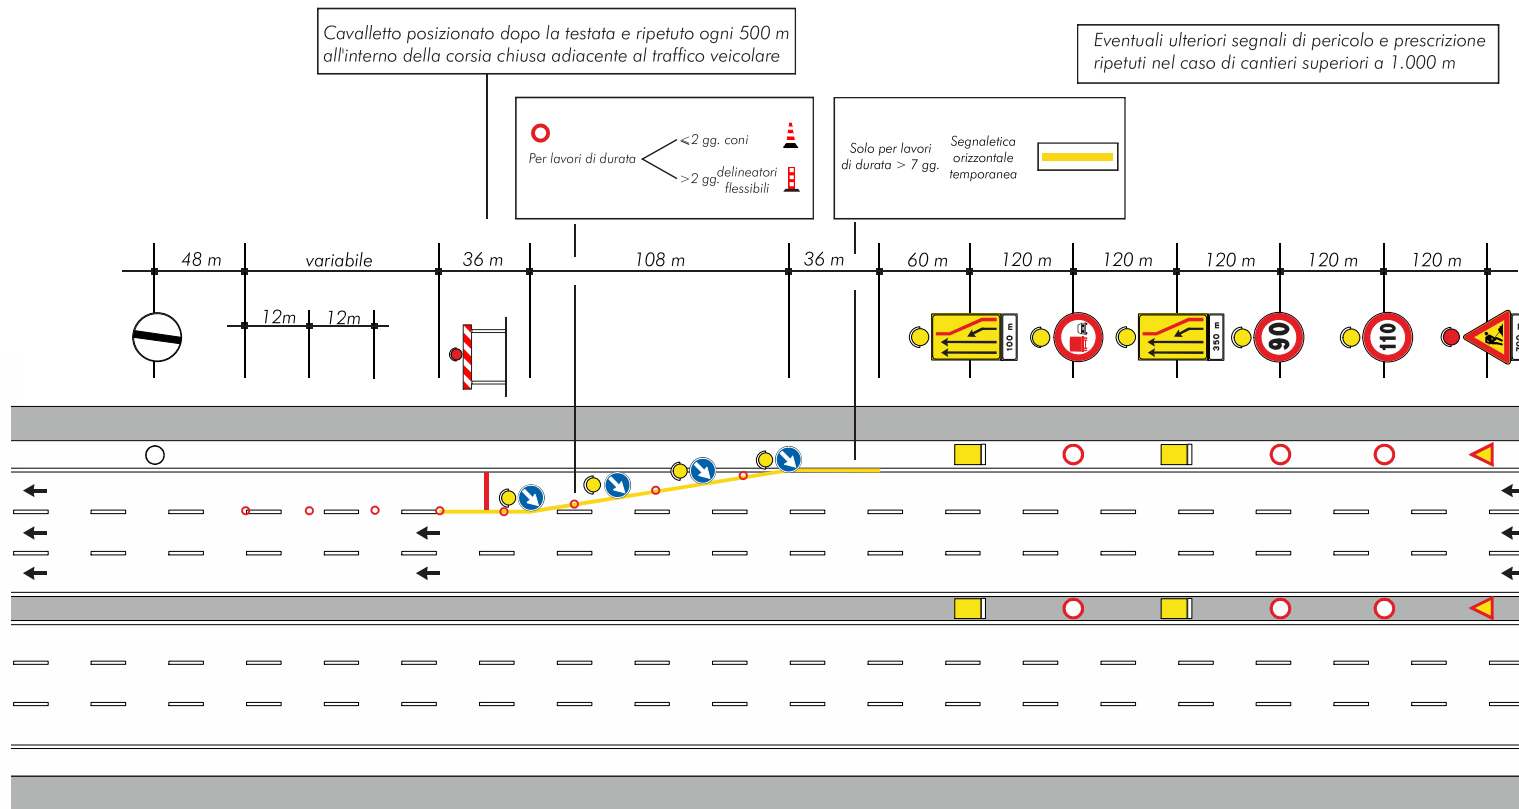 Cavalletto posizionato dopo la testata e ripetuto ogni 500 m
all'interno della corsia chiusa adiacente al traffico veicolare
Eventuali ulteriori segnali di pericolo e prescrizione
ripetuti nel caso di cantieri superiori a 1.000 m
Per lavori di durata
⩽2 gg. coni
>2 gg. delineatori
flessibili
Solo per lavori
di durata > 7 gg.
Segnaletica
orizzontale
temporanea
48 m
variabile
36 m
108 m
36 m
60 m
120 m
120 m
120 m
120 m
120 m
12m
12m
100 m
350 m
90
110